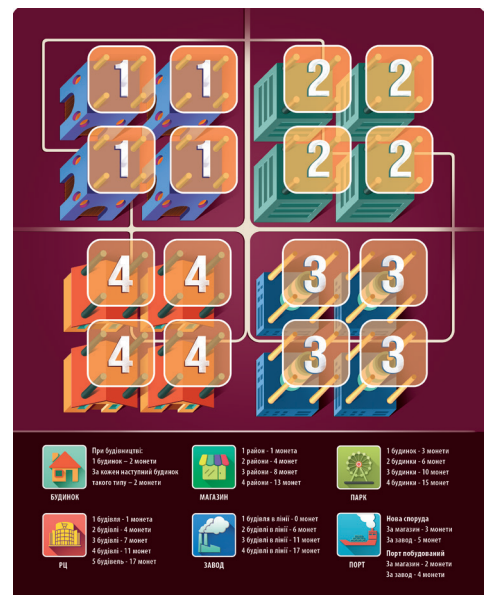 1 1 2 2
1 1 2 2
4 4 3 3
4 4 3 3
При будівництві:
1 будинок – 2 монети
За кожен наступний будинок
такого типу – 2 монети
БУДИНОК
1 район - 1 монета
2 райони - 4 монет
3 райони - 8 монет
4 район - 13 монет
МАГАЗИН
1 будинок - 3 монети
2 будинки - 6 монет
3 будинки - 10 монет
4 будинки - 15 монет
ПАРК
1 будівля - 1 монета
2 будівлі - 4 монети
3 будівлі - 7 монет
4 будівлі - 11 монет
5 будівель - 17 монет
РЦ
1 будівля в лінії - 0 монет
2 будівлі в лінії - 6 монет
3 будівлі в лінії - 11 монет
4 будівлі в лінії - 17 монет
ЗАВОД
Нова споруда
За магазин - 3 монети
За завод - 5 монет
Порт побудований
За магазин - 2 монети
За завод - 4 монети
ПОРТ